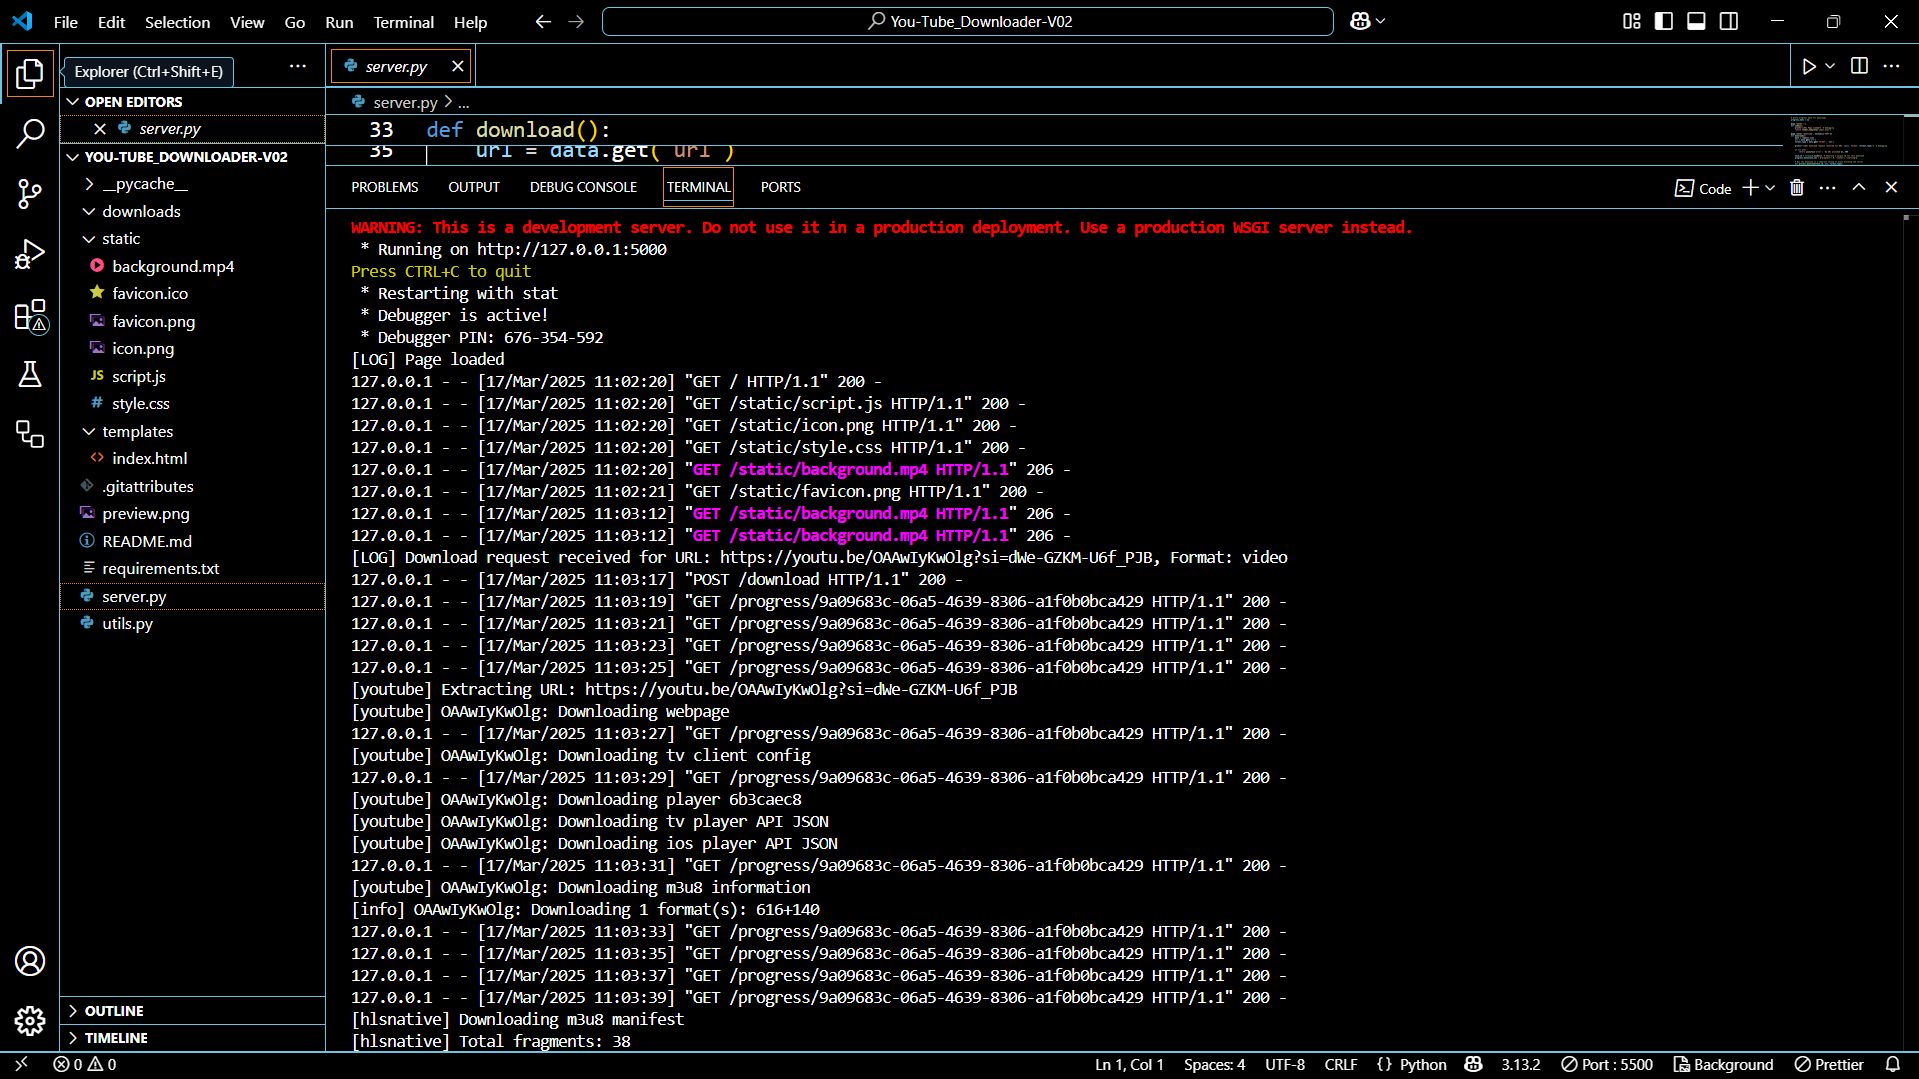 File Edit Selection View Go Run Terminal Help
You-Tube_Downloader-V02
Explorer (Ctrl+Shift+E)
server.py
OPEN EDITORS
server.py
YOU-TUBE_DOWNLOADER-V02
__pycache__
downloads
static
background.mp4
favicon.ico
favicon.png
icon.png
JS script.js
# style.css
templates
<> index.html
.gitattributes
preview.png
README.md
requirements.txt
server.py
utils.py
OUTLINE
TIMELINE
server.py > ...
33 def download():
35 url = data.get('url')
PROBLEMS OUTPUT DEBUG CONSOLE TERMINAL PORTS
Code
WARNING: This is a development server. Do not use it in a production deployment. Use a production WSGI server instead.
* Running on http://127.0.0.1:5000
Press CTRL+C to quit
* Restarting with stat
* Debugger is active!
* Debugger PIN: 676-354-592
[LOG] Page loaded
127.0.0.1 - - [17/Mar/2025 11:02:20] "GET / HTTP/1.1" 200 -
127.0.0.1 - - [17/Mar/2025 11:02:20] "GET /static/script.js HTTP/1.1" 200 -
127.0.0.1 - - [17/Mar/2025 11:02:20] "GET /static/icon.png HTTP/1.1" 200 -
127.0.0.1 - - [17/Mar/2025 11:02:20] "GET /static/style.css HTTP/1.1" 200 -
127.0.0.1 - - [17/Mar/2025 11:02:20] "GET /static/background.mp4 HTTP/1.1" 206 -
127.0.0.1 - - [17/Mar/2025 11:02:21] "GET /static/favicon.png HTTP/1.1" 200 -
127.0.0.1 - - [17/Mar/2025 11:03:12] "GET /static/background.mp4 HTTP/1.1" 206 -
127.0.0.1 - - [17/Mar/2025 11:03:12] "GET /static/background.mp4 HTTP/1.1" 206 -
[LOG] Download request received for URL: https://youtu.be/OAAwIyKwOlg?si=dWe-GZKM-U6f_PJB, Format: video
127.0.0.1 - - [17/Mar/2025 11:03:17] "POST /download HTTP/1.1" 200 -
127.0.0.1 - - [17/Mar/2025 11:03:19] "GET /progress/9a09683c-06a5-4639-8306-a1f0b0bca429 HTTP/1.1" 200 -
127.0.0.1 - - [17/Mar/2025 11:03:21] "GET /progress/9a09683c-06a5-4639-8306-a1f0b0bca429 HTTP/1.1" 200 -
127.0.0.1 - - [17/Mar/2025 11:03:23] "GET /progress/9a09683c-06a5-4639-8306-a1f0b0bca429 HTTP/1.1" 200 -
127.0.0.1 - - [17/Mar/2025 11:03:25] "GET /progress/9a09683c-06a5-4639-8306-a1f0b0bca429 HTTP/1.1" 200 -
[youtube] Extracting URL: https://youtu.be/OAAwIyKwOlg?si=dWe-GZKM-U6f_PJB
[youtube] OAAwIyKwOlg: Downloading webpage
127.0.0.1 - - [17/Mar/2025 11:03:27] "GET /progress/9a09683c-06a5-4639-8306-a1f0b0bca429 HTTP/1.1" 200 -
[youtube] OAAwIyKwOlg: Downloading tv client config
127.0.0.1 - - [17/Mar/2025 11:03:29] "GET /progress/9a09683c-06a5-4639-8306-a1f0b0bca429 HTTP/1.1" 200 -
[youtube] OAAwIyKwOlg: Downloading player 6b3caec8
[youtube] OAAwIyKwOlg: Downloading tv player API JSON
[youtube] OAAwIyKwOlg: Downloading ios player API JSON
127.0.0.1 - - [17/Mar/2025 11:03:31] "GET /progress/9a09683c-06a5-4639-8306-a1f0b0bca429 HTTP/1.1" 200 -
[youtube] OAAwIyKwOlg: Downloading m3u8 information
[info] OAAwIyKwOlg: Downloading 1 format(s): 616+140
127.0.0.1 - - [17/Mar/2025 11:03:33] "GET /progress/9a09683c-06a5-4639-8306-a1f0b0bca429 HTTP/1.1" 200 -
127.0.0.1 - - [17/Mar/2025 11:03:35] "GET /progress/9a09683c-06a5-4639-8306-a1f0b0bca429 HTTP/1.1" 200 -
127.0.0.1 - - [17/Mar/2025 11:03:37] "GET /progress/9a09683c-06a5-4639-8306-a1f0b0bca429 HTTP/1.1" 200 -
127.0.0.1 - - [17/Mar/2025 11:03:39] "GET /progress/9a09683c-06a5-4639-8306-a1f0b0bca429 HTTP/1.1" 200 -
[hlsnative] Downloading m3u8 manifest
[hlsnative] Total fragments: 38
0 0 Ln 1, Col 1 Spaces: 4 UTF-8 CRLF {} Python 3.13.2 Port : 5500 Background Prettier